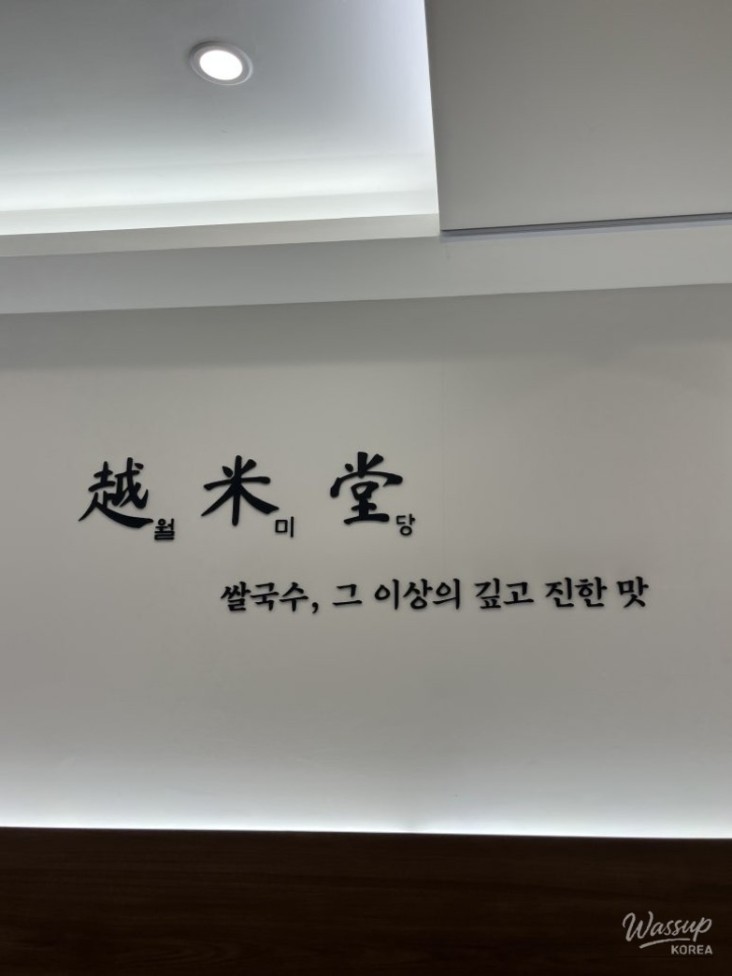 越월 米미 堂당
쌀국수, 그 이상의 깊고 진한 맛
Wassup
KOREA